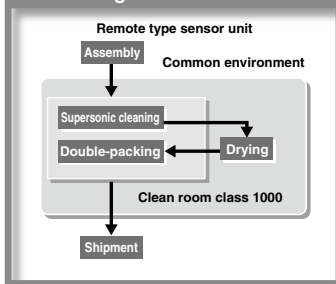 Remote type sensor unit
Assembly
Common environment
Supersonic cleaning
Double-packing
Drying
Clean room class 1000
Shipment